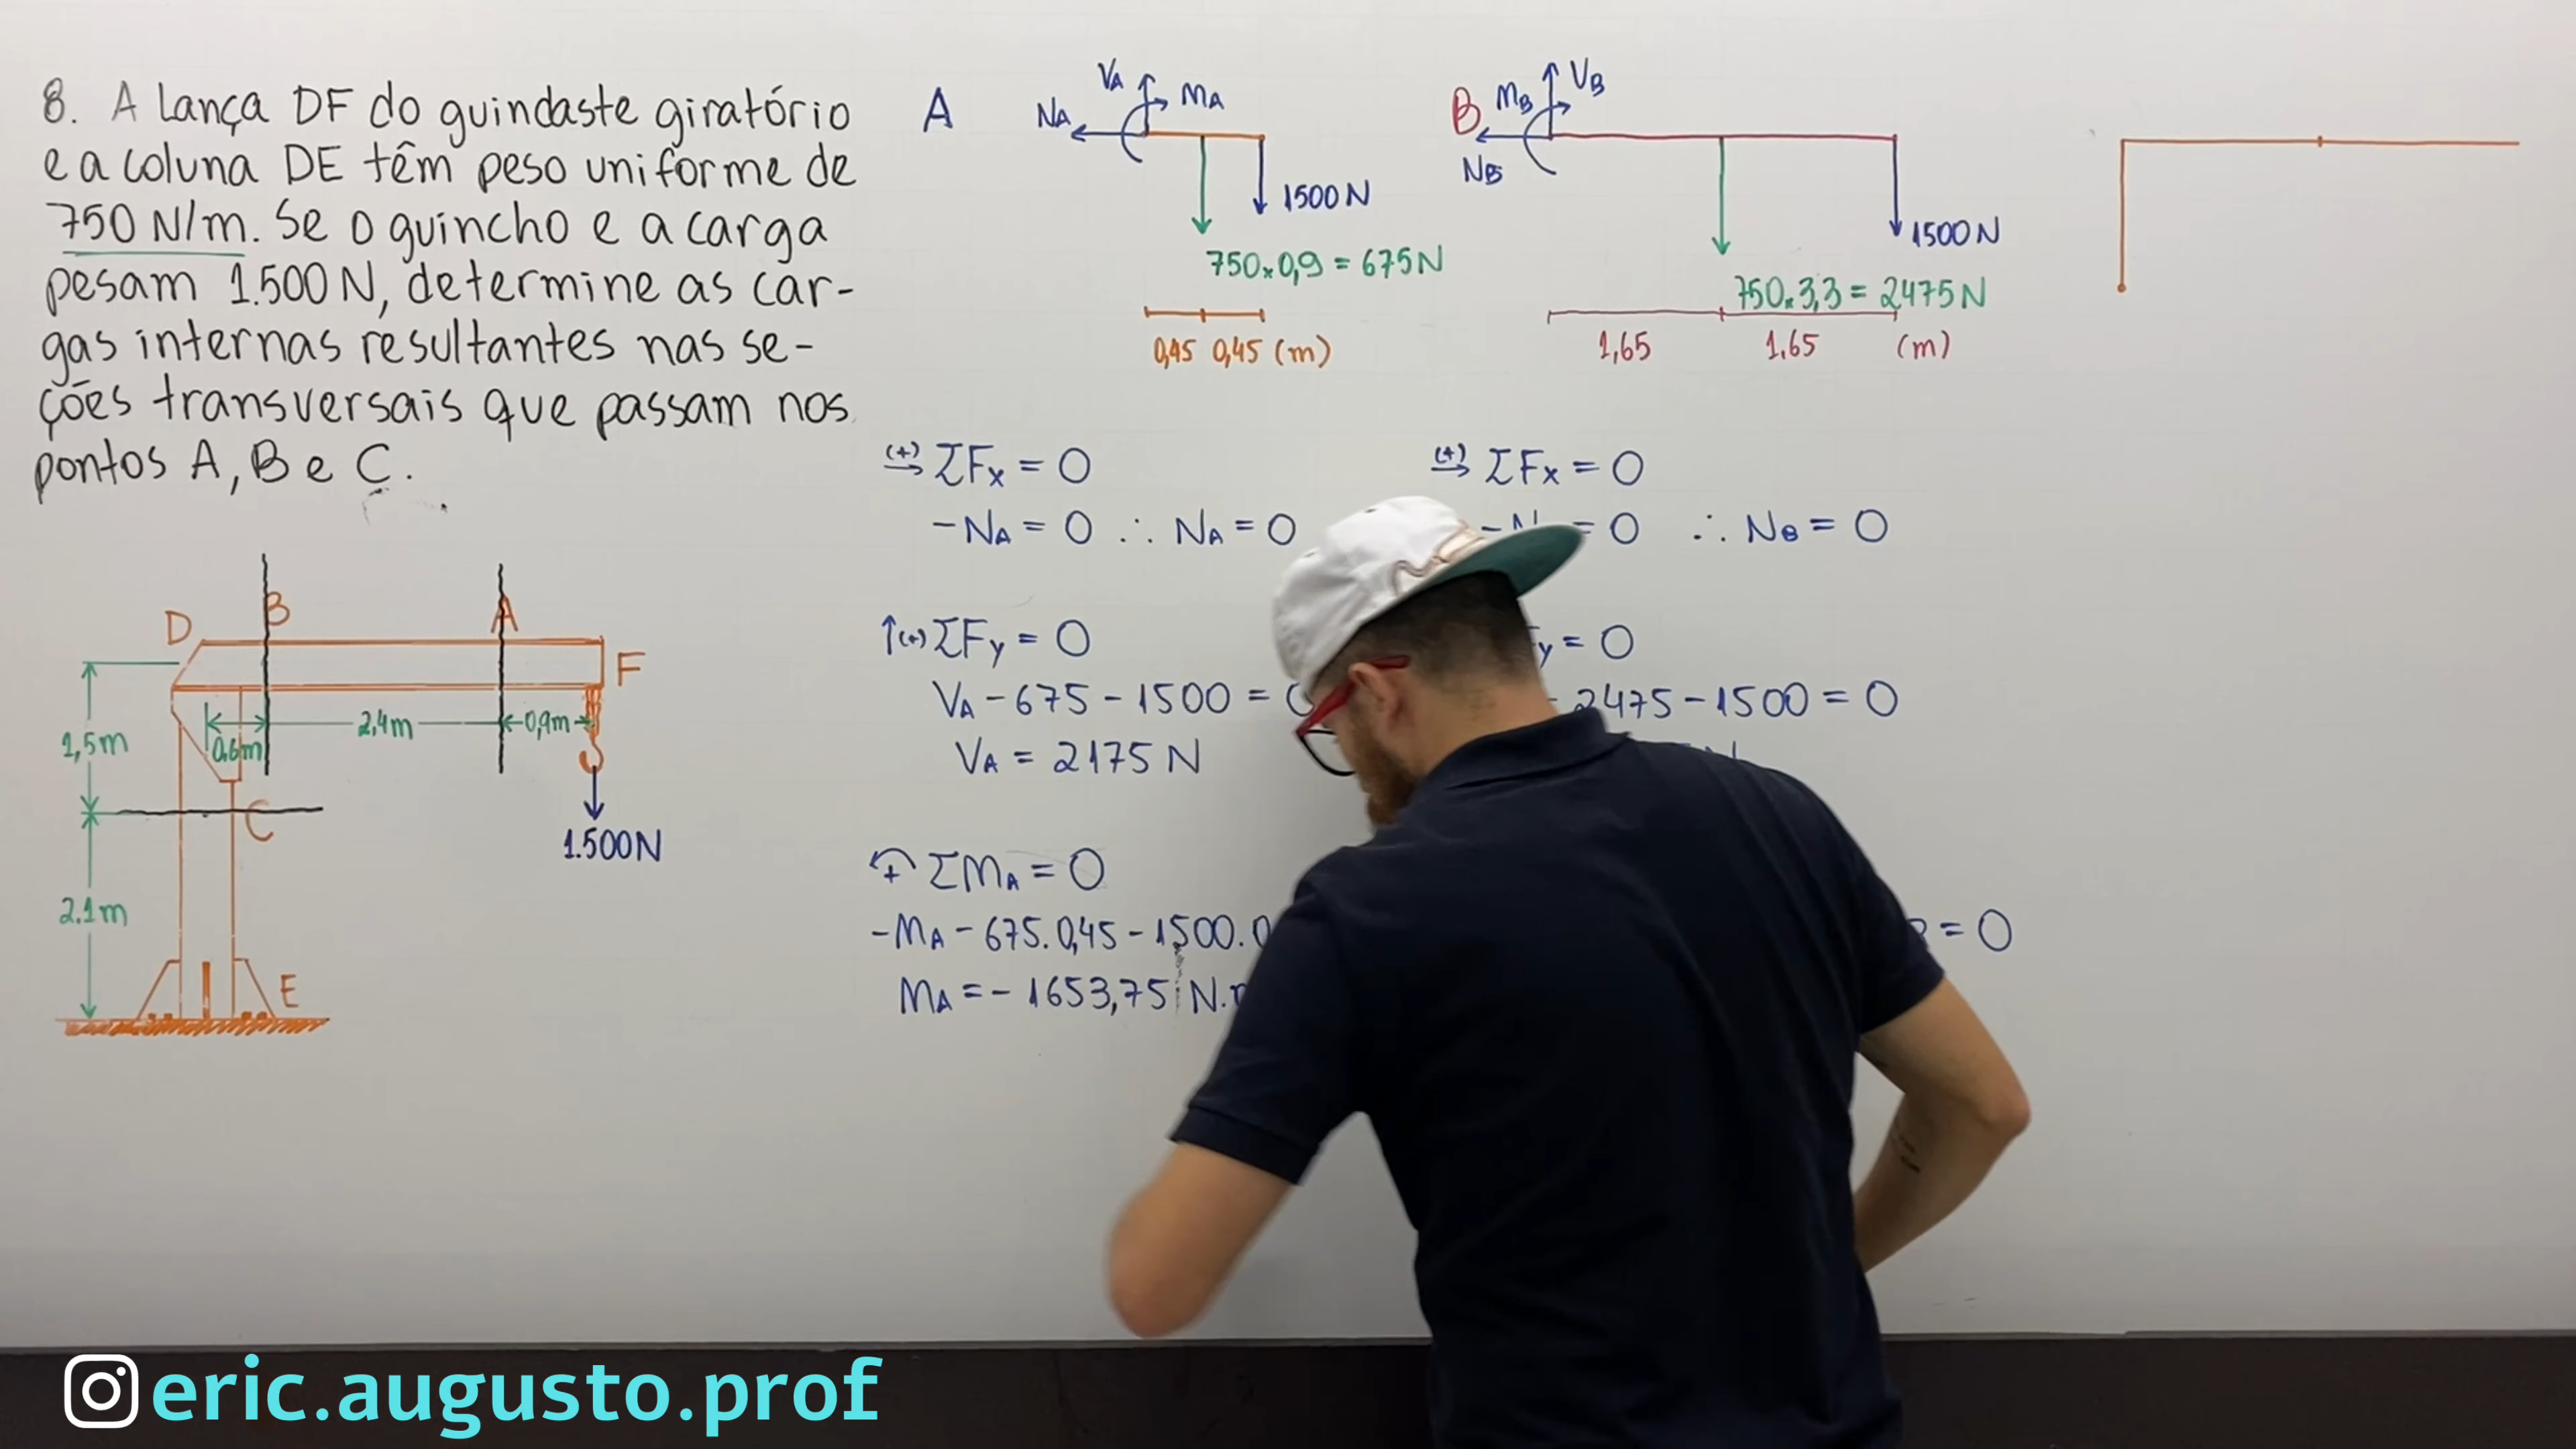 8. A lança DF do guindaste giratório
e a coluna DE têm peso uniforme de
750 N/m. Se o guincho e a carga
pesam 1.500 N, determine as car-
gas internas resultantes nas se-
ções transversais que passam nos
pontos A, B e C.
D
B
A
F
1,5m
0.6m
2,4m
0,9m
C
1.500N
2.1m
E
A
VA
MA
NA
1500N
750x0,9 = 675N
0,45 0,45 (m)
(+) ΣFx = 0
-NA = 0 ∴ NA = 0
↑(+) ΣFy = 0
VA - 675 - 1500 =
VA = 2175 N
+ ΣMA = 0
-MA - 675.0,45 - 1500.0
MA = - 1653,75 N.
B
MB
VB
NB
1500N
750x3,3 = 2475N
1,65 1,65 (m)
(+) ΣFx = 0
= 0 ∴ NB = 0
y = 0
2475 - 1500 = 0
= 0
eric.augusto.prof